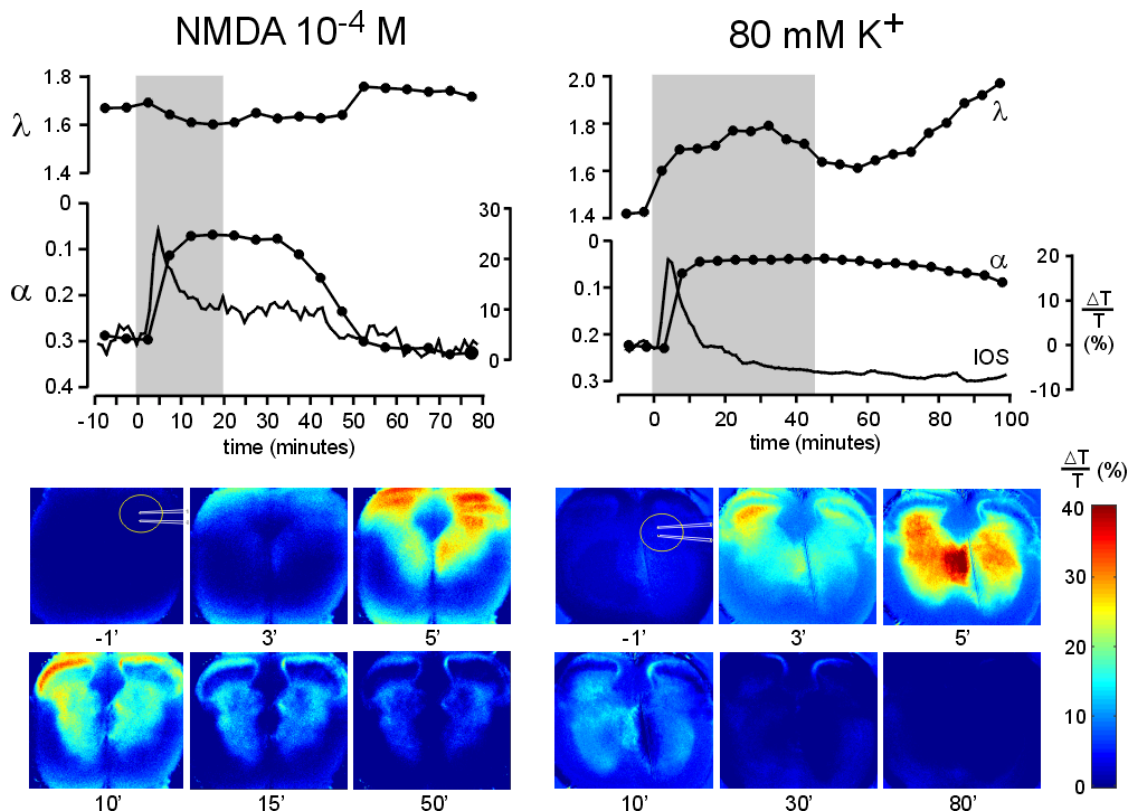 NMDA 10⁻⁴ M
80 mM K⁺
1.8
λ 1.6
1.4
0
0.1
α 0.2
0.3
0.4
30
20
10
0
-10 0 10 20 30 40 50 60 70 80
time (minutes)
2.0
λ
1.8
1.6
1.4
0
α
0.1
0.2
IOS
0.3
20
10
0
-10
ΔT
T
(%)
0 20 40 60 80 100
time (minutes)
-1’ 3’ 5’
10’ 15’ 50’
-1’ 3’ 5’
10’ 30’ 80’
ΔT
T (%)
40
30
20
10
0